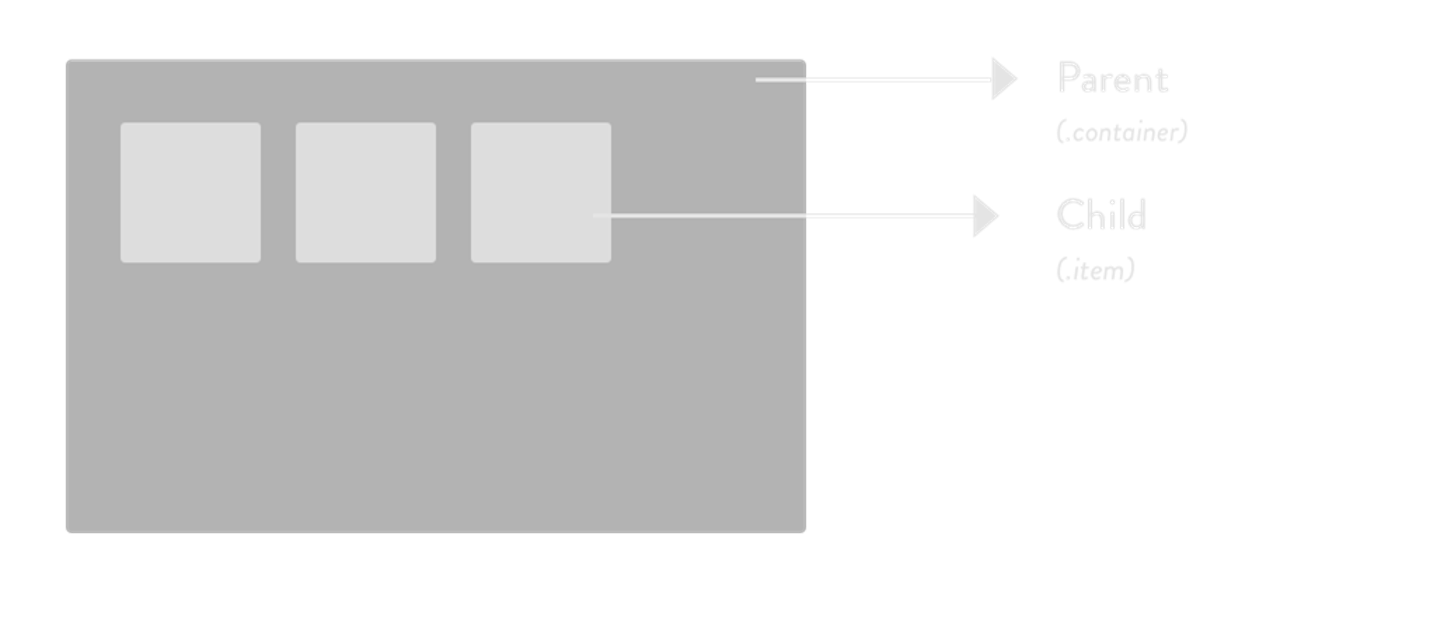 Parent
(.container)
Child
(.item)